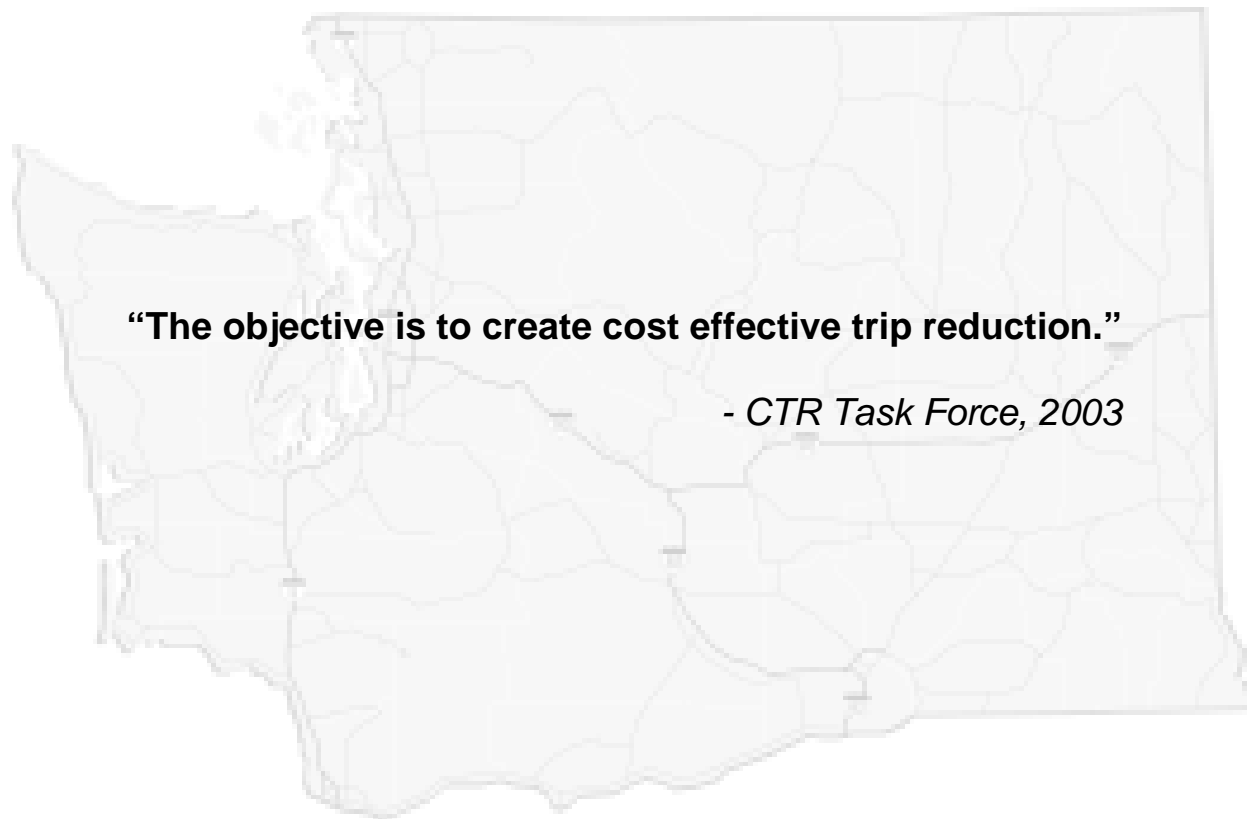 “The objective is to create cost effective trip reduction.”
- CTR Task Force, 2003